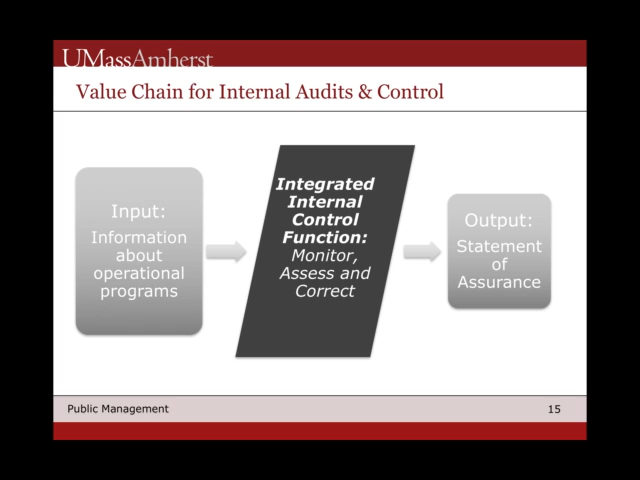 UMassAmherst
Value Chain for Internal Audits & Control
Input:
Information
about
operational
programs
Integrated
Internal
Control
Function:
Monitor,
Assess and
Correct
Output:
Statement
of
Assurance
Public Management
15